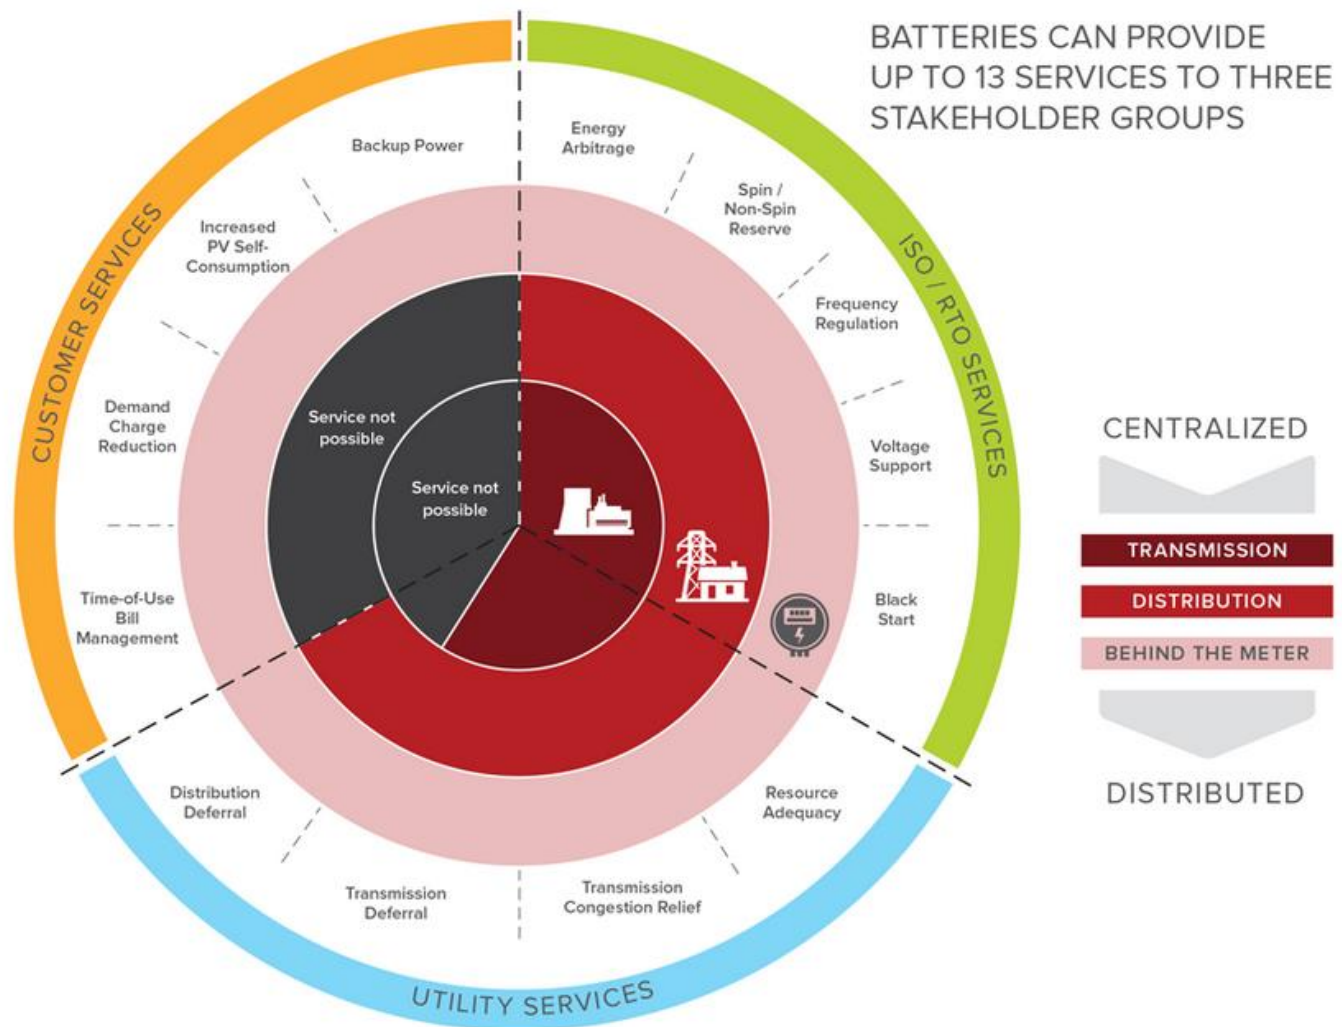 BATTERIES CAN PROVIDE
UP TO 13 SERVICES TO THREE
STAKEHOLDER GROUPS
CUSTOMER SERVICES
Backup Power
Increased
PV Self-
Consumption
Demand
Charge
Reduction
Time-of-Use
Bill
Management
ISO / RTO SERVICES
Energy
Arbitrage
Spin /
Non-Spin
Reserve
Frequency
Regulation
Voltage
Support
Black
Start
Service not
possible
Service not
possible
UTILITY SERVICES
Distribution
Deferral
Transmission
Deferral
Transmission
Congestion Relief
Resource
Adequacy
CENTRALIZED
TRANSMISSION
DISTRIBUTION
BEHIND THE METER
DISTRIBUTED